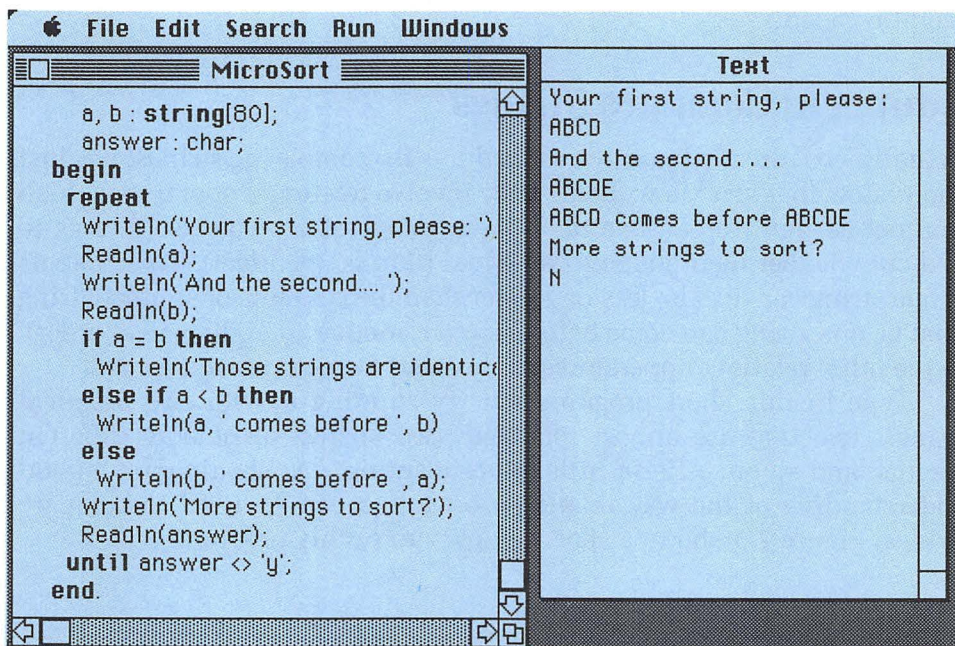 File Edit Search Run Windows
MicroSort
a, b : string[80];
answer : char;
begin
repeat
Writeln('Your first string, please: ')
Readln(a);
Writeln('And the second.... ');
Readln(b);
if a = b then
Writeln('Those strings are identica
else if a < b then
Writeln(a, ' comes before ', b)
else
Writeln(b, ' comes before ', a);
Writeln('More strings to sort?');
Readln(answer);
until answer <> 'y';
end.
Text
Your first string, please:
ABCD
And the second....
ABCDE
ABCD comes before ABCDE
More strings to sort?
N